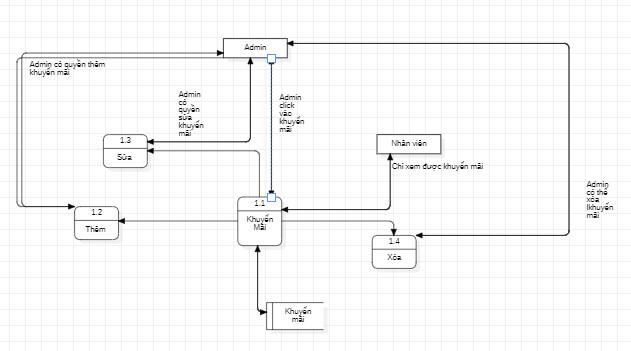 Admin
Admin có quyền thêm
khuyến mãi
Admin
có
quyền
sửa
khuyến
mãi
Admin
click
vào
khuyến
mãi
1.3
Sửa
Nhân viên
Chỉ xem được khuyến mãi
Admin
có thể
xóa
lkhuyến
mãi
1.2
Thêm
1.1
Khuyến
Mãi
1.4
Xóa
Khuyến
mãi